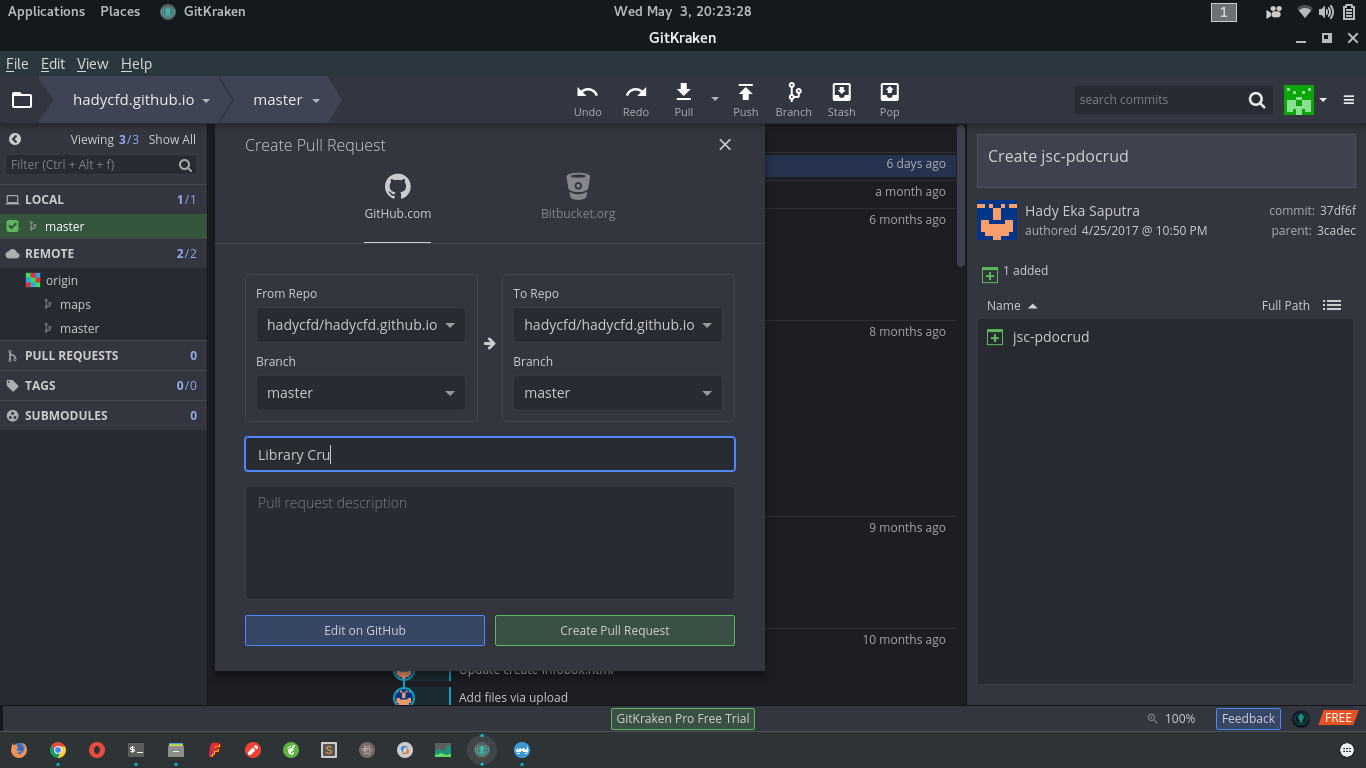 Applications Places GitKraken Wed May 3, 20:23:28 1
GitKraken
File Edit View Help
hadycfd.github.io master Undo Redo Pull Push Branch Stash Pop search commits
Viewing 3/3 Show All
Filter (Ctrl + Alt + f)
LOCAL 1/1
master
REMOTE 2/2
origin
maps
master
PULL REQUESTS 0
TAGS 0/0
SUBMODULES 0
Create Pull Request
GitHub.com Bitbucket.org
From Repo To Repo
hadycfd/hadycfd.github.io hadycfd/hadycfd.github.io
Branch Branch
master master
Library Cru
Pull request description
Edit on GitHub Create Pull Request
6 days ago
a month ago
6 months ago
8 months ago
9 months ago
10 months ago
Add files via upload
Create jsc-pdocrud
Hady Eka Saputra commit: 37df6f
authored 4/25/2017 @ 10:50 PM parent: 3cadec
1 added
Name Full Path
jsc-pdocrud
GitKraken Pro Free Trial 100% Feedback FREE